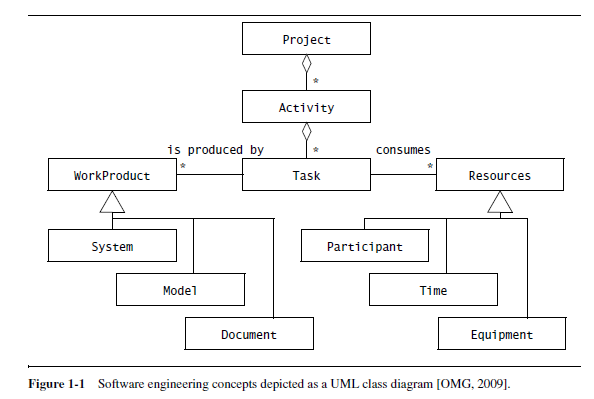 Project
*
Activity
*
is produced by
consumes
*
*
WorkProduct
Task
Resources
System
Participant
Model
Time
Document
Equipment
Figure 1-1 Software engineering concepts depicted as a UML class diagram [OMG, 2009].